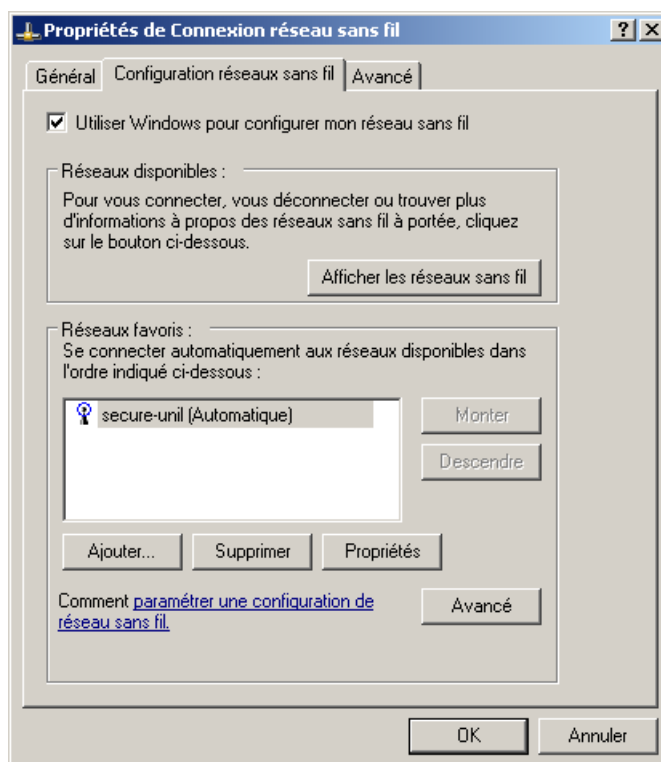 Propriétés de Connexion réseau sans fil
Général
Configuration réseaux sans fil
Avancé
Utiliser Windows pour configurer mon réseau sans fil
Réseaux disponibles :
Pour vous connecter, vous déconnecter ou trouver plus
d'informations à propos des réseaux sans fil à portée, cliquez
sur le bouton ci-dessous.
Afficher les réseaux sans fil
Réseaux favoris :
Se connecter automatiquement aux réseaux disponibles dans
l'ordre indiqué ci-dessous :
secure-unil (Automatique)
Monter
Descendre
Ajouter...
Supprimer
Propriétés
Comment paramétrer une configuration de
réseau sans fil.
Avancé
OK
Annuler